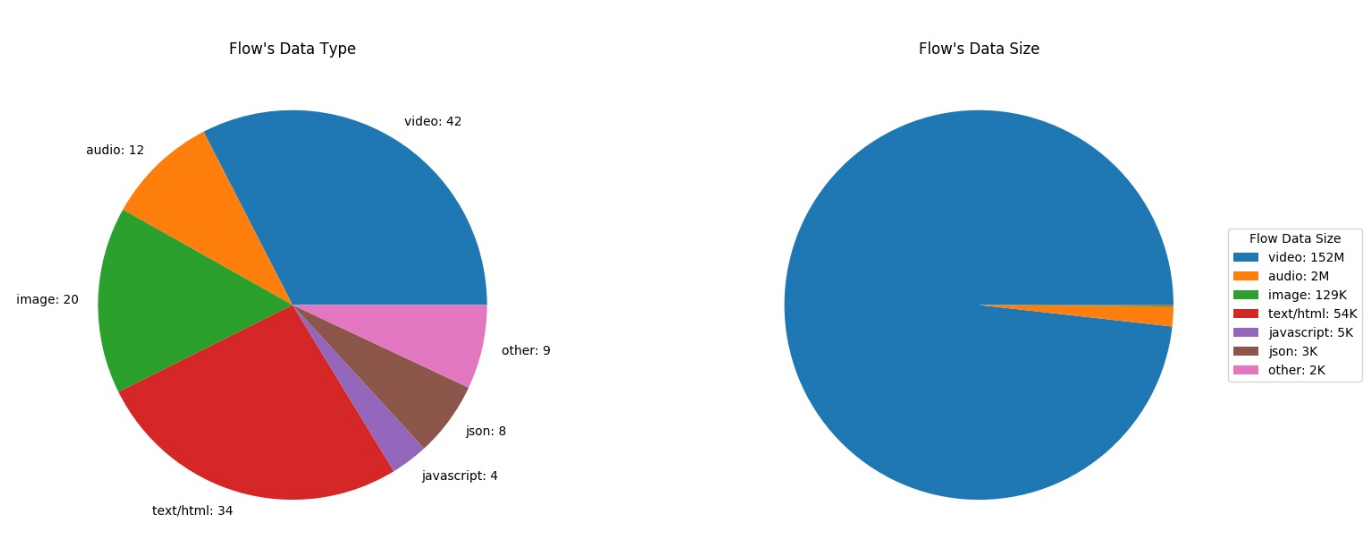 Flow's Data Type
video: 42
audio: 12
image: 20
text/html: 34
javascript: 4
json: 8
other: 9
Flow's Data Size
Flow Data Size
video: 152M
audio: 2M
image: 129K
text/html: 54K
javascript: 5K
json: 3K
other: 2K